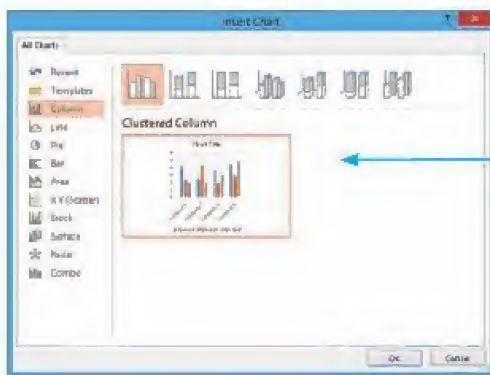 Insert Chart
All Charts
Recent
Templates
Column
Line
Pie
Bar
Area
X Y (Scatter)
Stock
Surface
Radar
Combo
Clustered Column
Chart Title
OK
Cancel